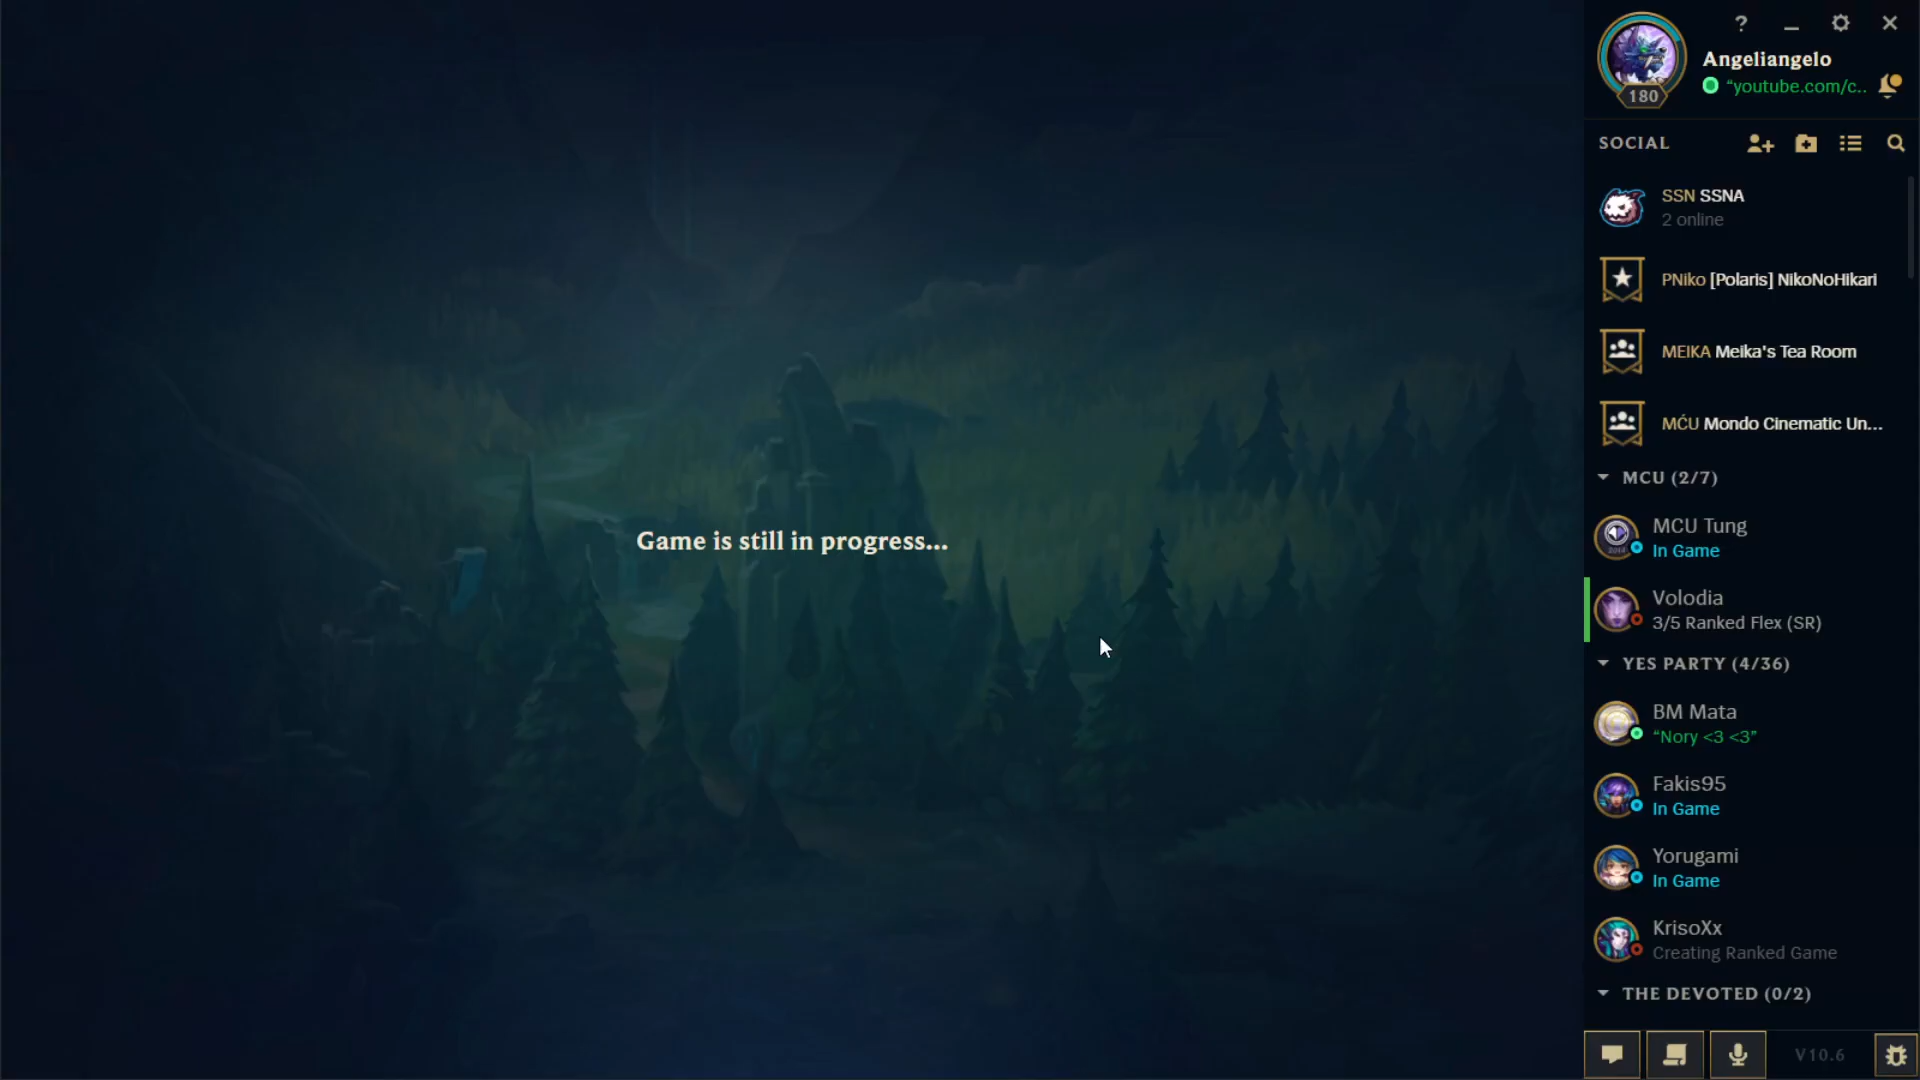 ?
Angeliangelo
180
“youtube.com/c..
SOCIAL
SSN SSNA
2 online
PNiko [Polaris] NikoNoHikari
MEIKA Meika's Tea Room
MĆU Mondo Cinematic Un...
MCU (2/7)
MCU Tung
In Game
Volodia
3/5 Ranked Flex (SR)
YES PARTY (4/36)
BM Mata
“Nory <3 <3”
Fakis95
In Game
Yorugami
In Game
KrisoXx
Creating Ranked Game
THE DEVOTED (0/2)
V10.6
Game is still in progress...